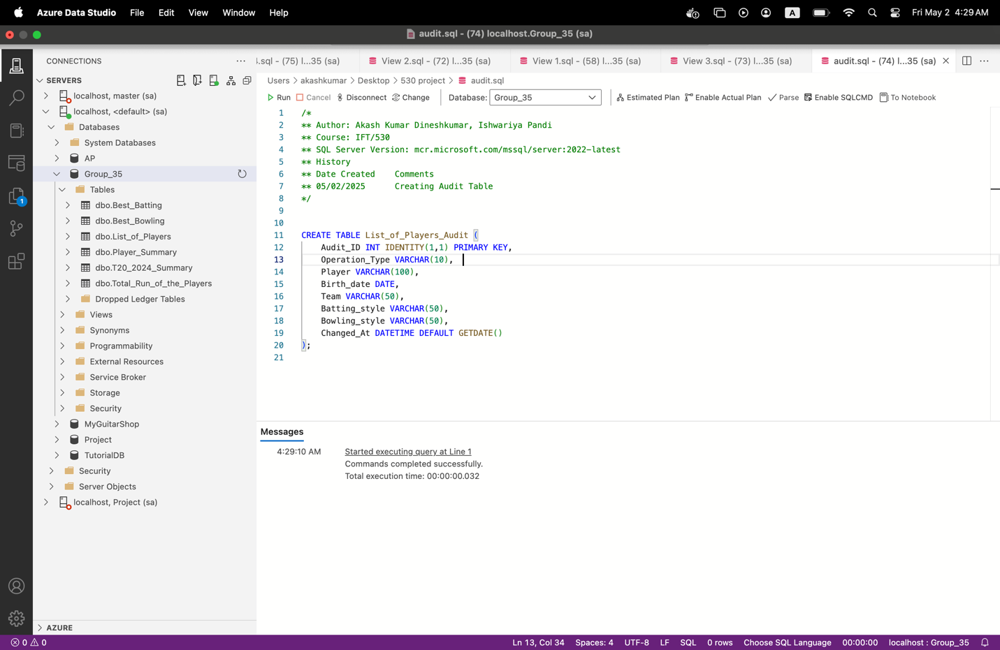 Azure Data Studio File Edit View Window Help A Fri May 2 4:29 AM
audit.sql - (74) localhost.Group_35 (sa)
CONNECTIONS
l.sql - (75) l...35 (sa) View 2.sql - (72) l...35 (sa) View 1.sql - (58) l...35 (sa) View 3.sql - (73) l...35 (sa) audit.sql - (74) l...35 (sa)
SERVERS
Users > akashkumar > Desktop > 530 project > audit.sql
Run Cancel Disconnect Change Database: Group_35 Estimated Plan Enable Actual Plan Parse Enable SQLCMD To Notebook
localhost, master (sa)
localhost, <default> (sa)
Databases
System Databases
AP
Group_35
Tables
dbo.Best_Batting
dbo.Best_Bowling
dbo.List_of_Players
dbo.Player_Summary
dbo.T20_2024_Summary
dbo.Total_Run_of_the_Players
Dropped Ledger Tables
Views
Synonyms
Programmability
External Resources
Service Broker
Storage
Security
MyGuitarShop
Project
TutorialDB
Security
Server Objects
localhost, Project (sa)
1
AZURE
1 /*
2 ** Author: Akash Kumar Dineshkumar, Ishwariya Pandi
3 ** Course: IFT/530
4 ** SQL Server Version: mcr.microsoft.com/mssql/server:2022-latest
5 ** History
6 ** Date Created    Comments
7 ** 05/02/2025      Creating Audit Table
8 */
9
10
11 CREATE TABLE List_of_Players_Audit (
12     Audit_ID INT IDENTITY(1,1) PRIMARY KEY,
13     Operation_Type VARCHAR(10),
14     Player VARCHAR(100),
15     Birth_date DATE,
16     Team VARCHAR(50),
17     Batting_style VARCHAR(50),
18     Bowling_style VARCHAR(50),
19     Changed_At DATETIME DEFAULT GETDATE()
20 );
21
Messages
4:29:10 AM Started executing query at Line 1
Commands completed successfully.
Total execution time: 00:00:00.032
0 0 Ln 13, Col 34 Spaces: 4 UTF-8 LF SQL 0 rows Choose SQL Language 00:00:00 localhost : Group_35